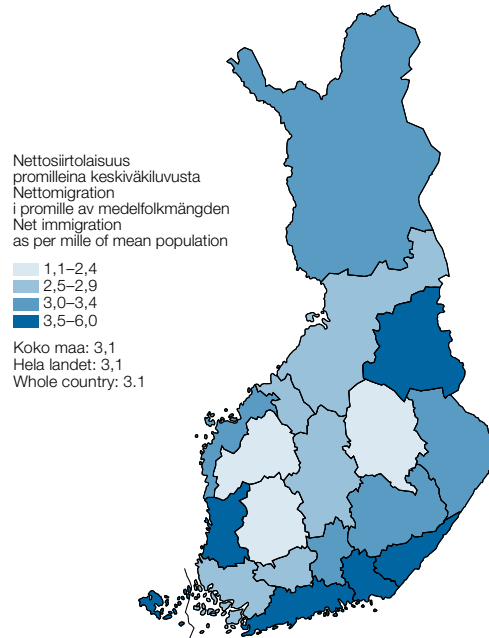 Nettosiirtolaisuus
promilleina keskiväkiluvusta
Nettomigration
i promille av medelfolkmängden
Net immigration
as per mille of mean population
1,1–2,4
2,5–2,9
3,0–3,4
3,5–6,0
Koko maa: 3,1
Hela landet: 3,1
Whole country: 3.1